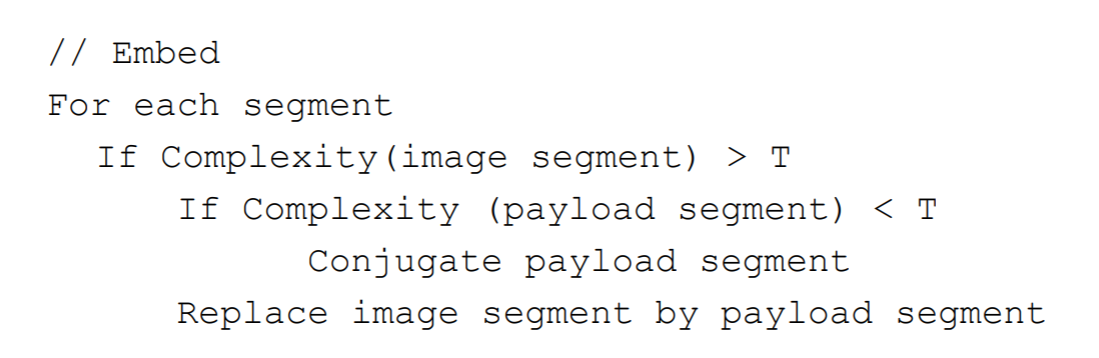 // Embed
For each segment
If Complexity(image segment) > T
If Complexity (payload segment) < T
Conjugate payload segment
Replace image segment by payload segment